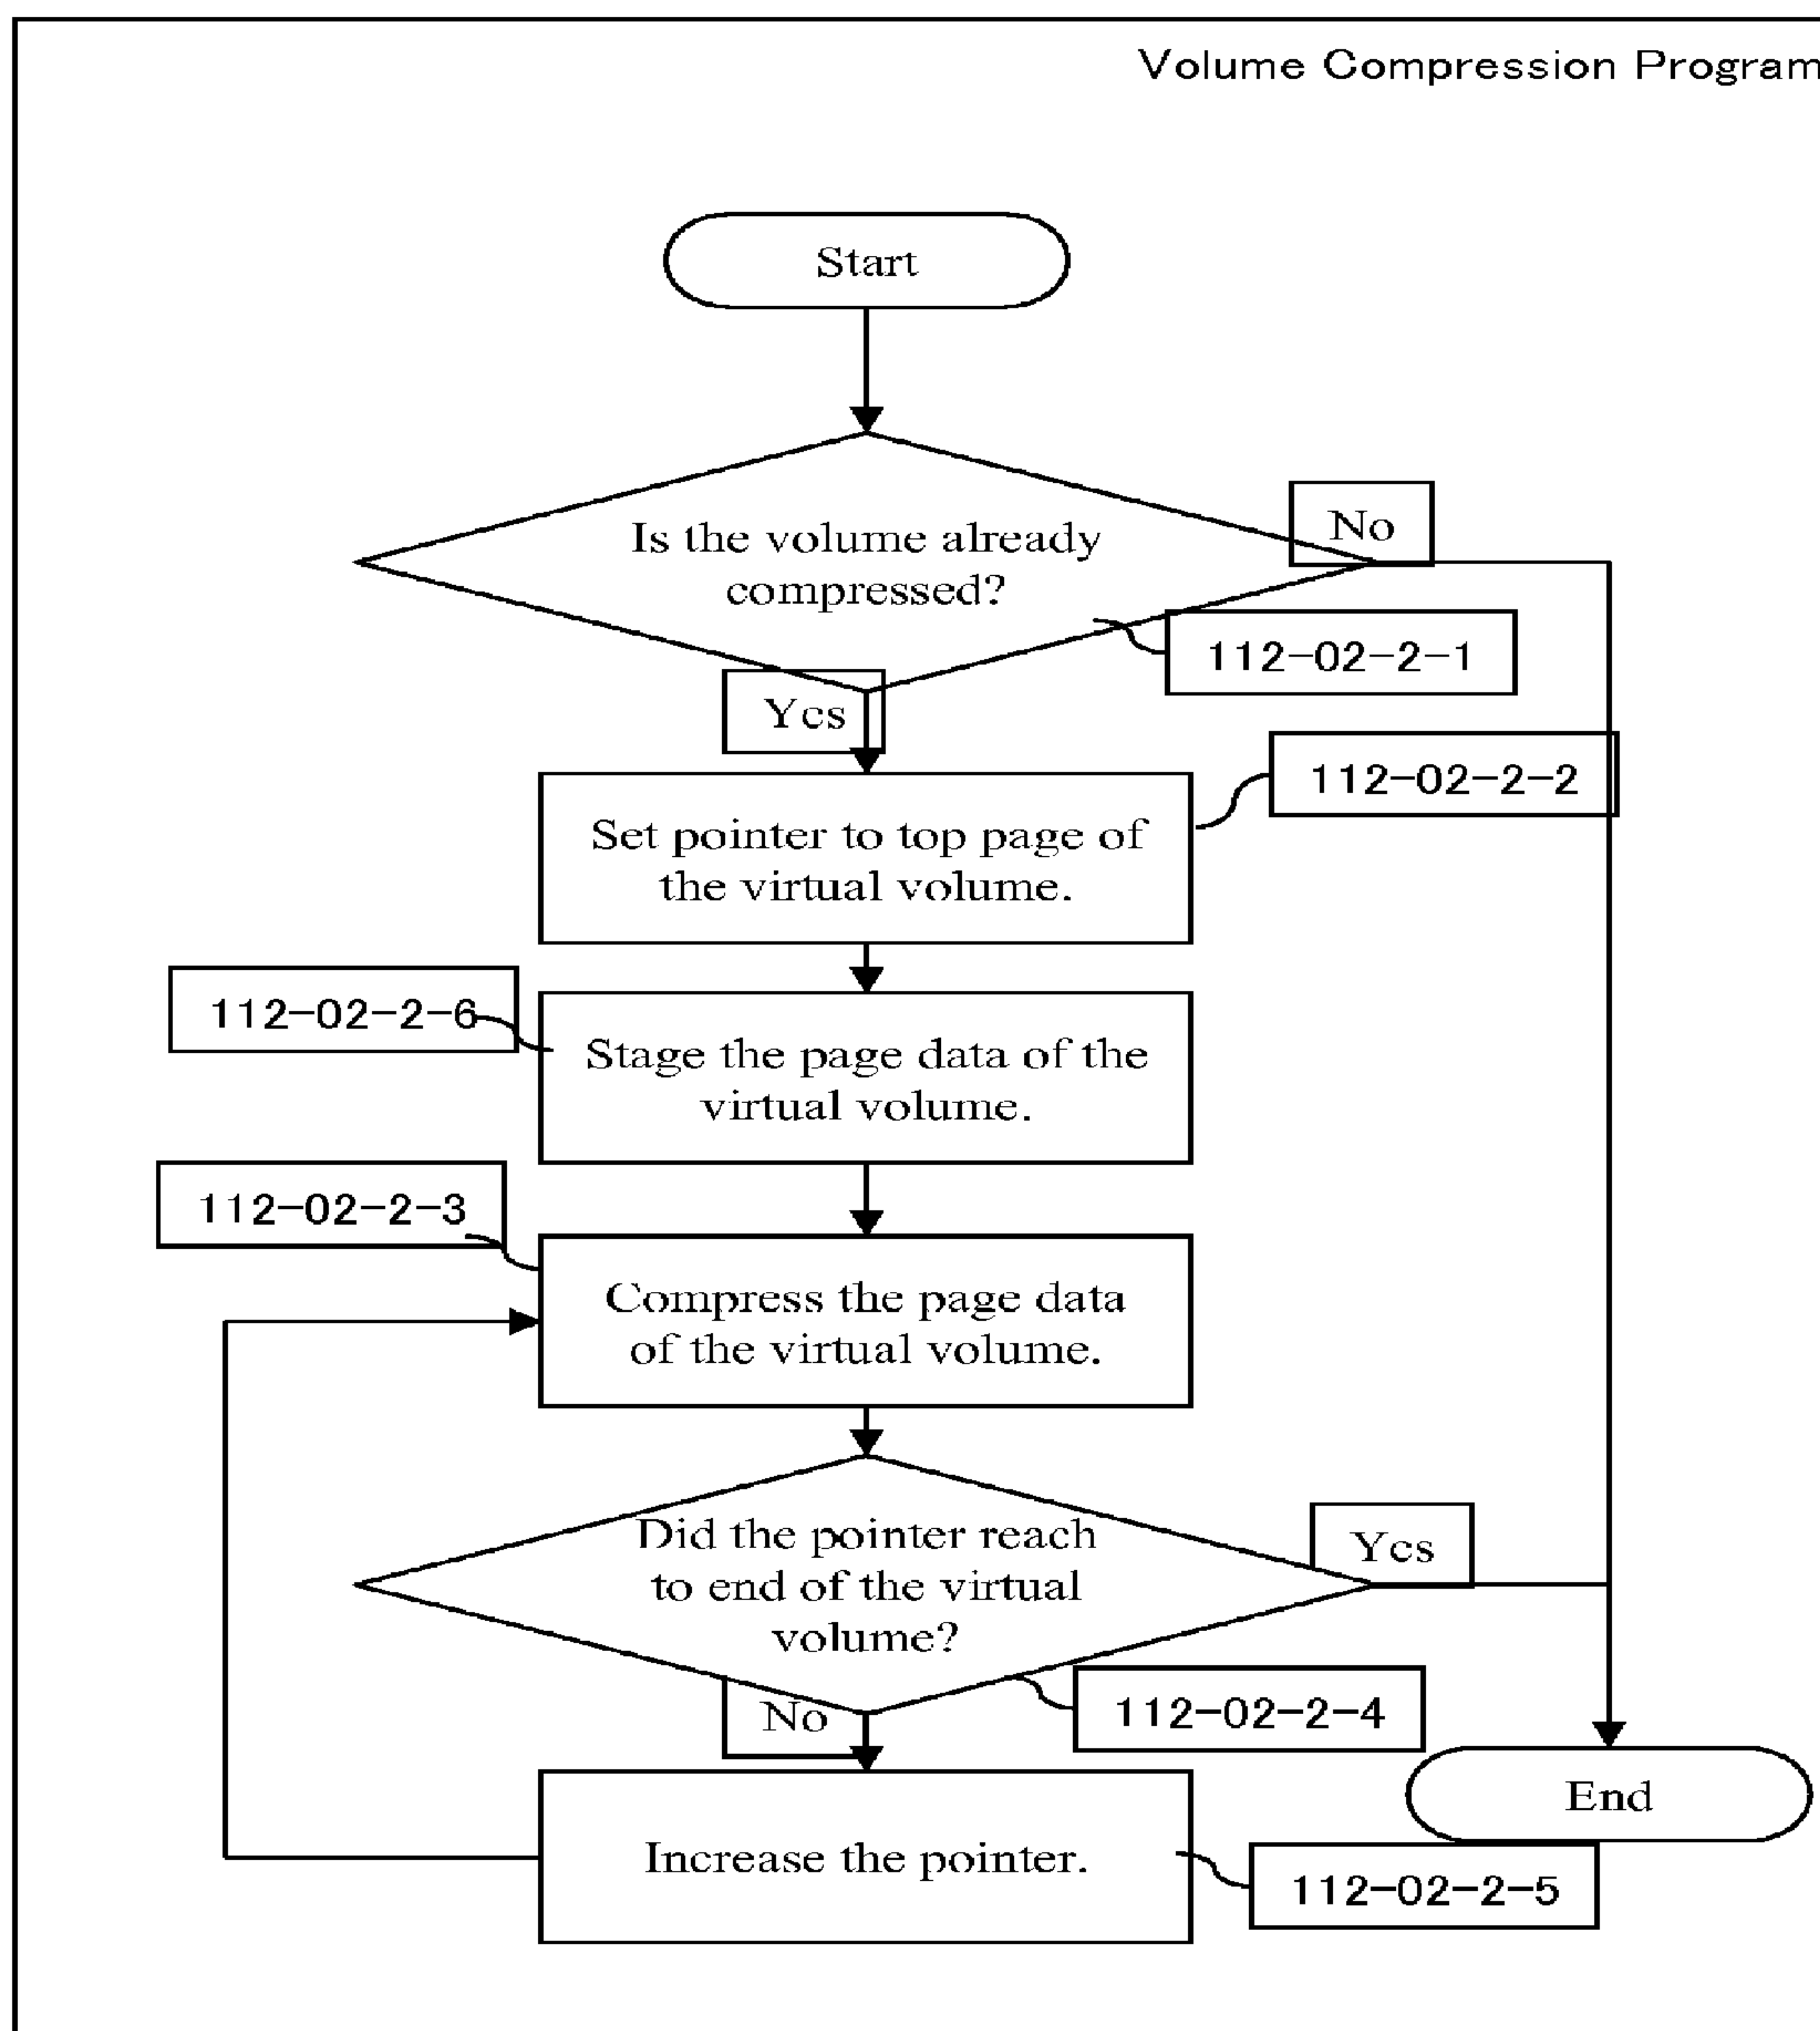 Volume Compression Program
Start
Is the volume already
compressed?
No
112-02-2-1
Yes
112-02-2-2
Set pointer to top page of
the virtual volume.
112-02-2-6
Stage the page data of the
virtual volume.
112-02-2-3
Compress the page data
of the virtual volume.
Did the pointer reach
to end of the virtual
volume?
Yes
No
112-02-2-4
End
Increase the pointer.
112-02-2-5